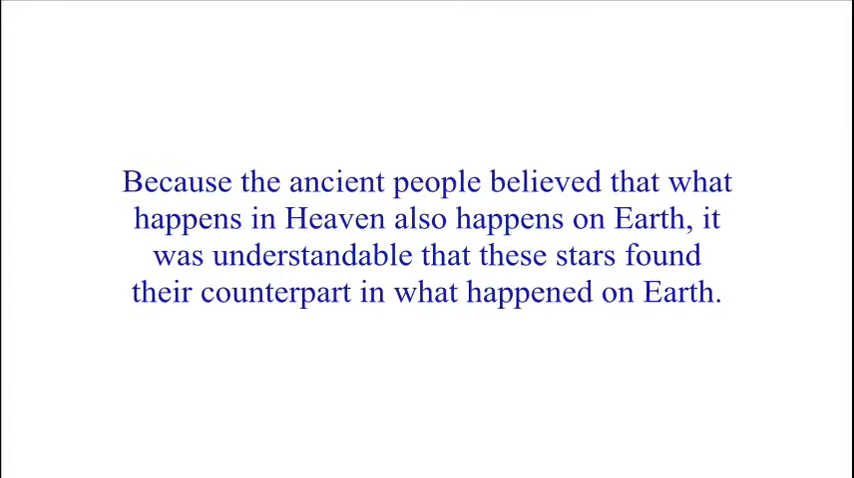 Because the ancient people believed that what
happens in Heaven also happens on Earth, it
was understandable that these stars found
their counterpart in what happened on Earth.